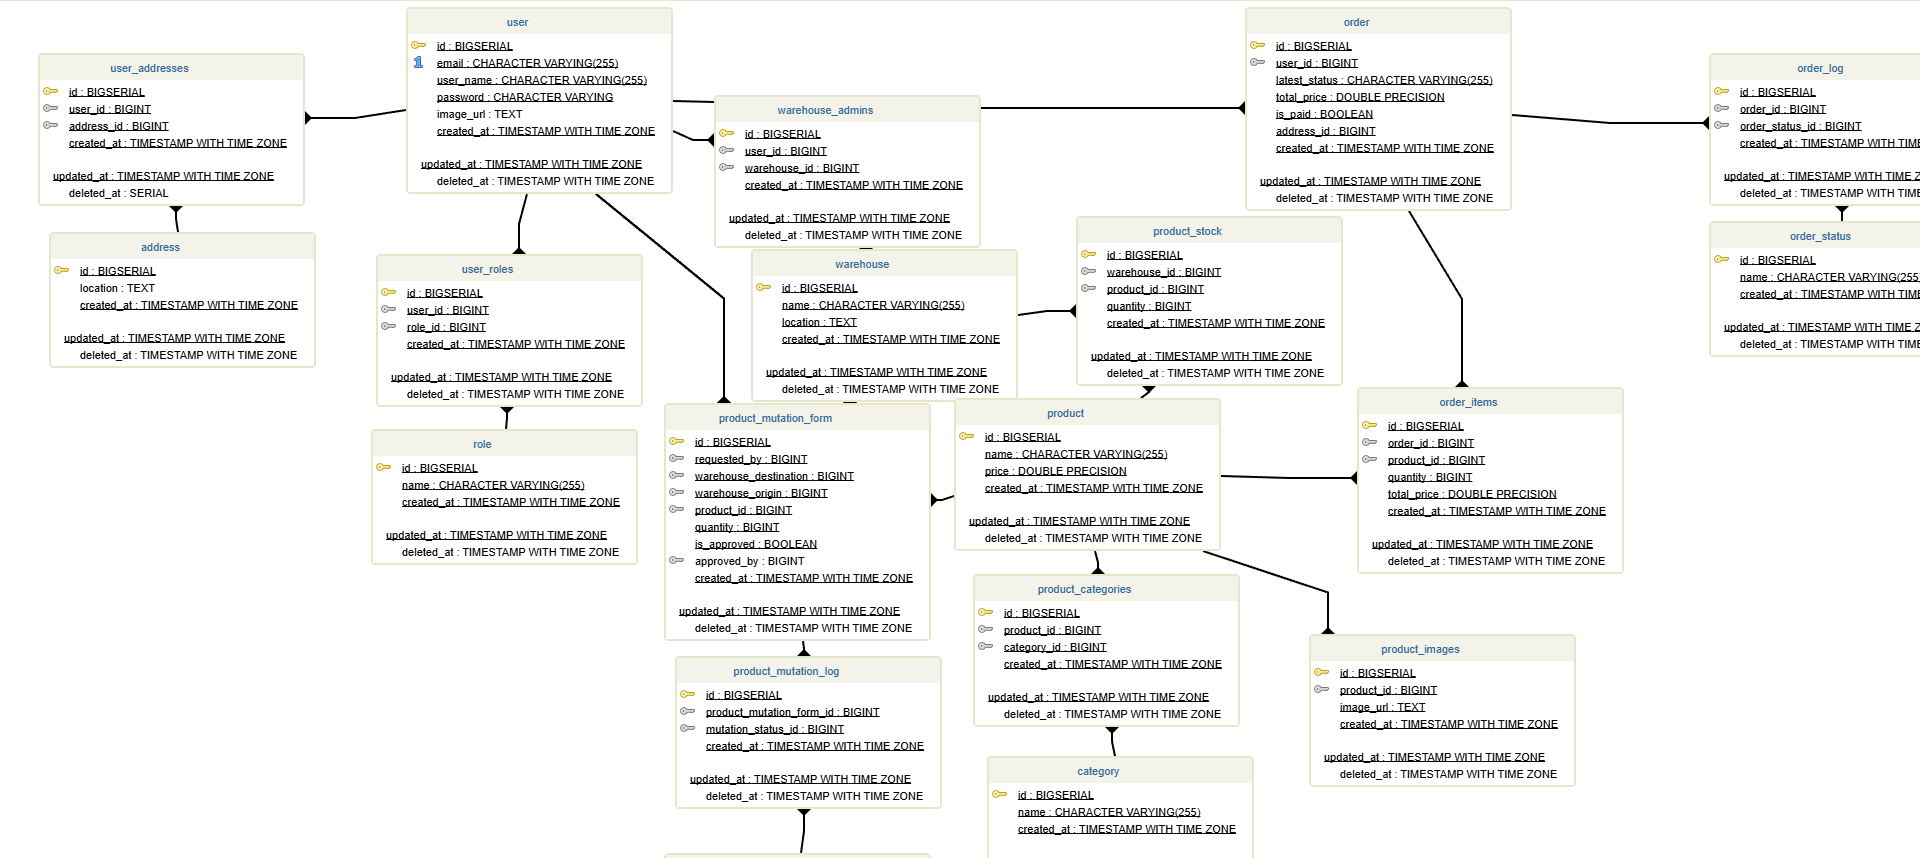 user
id : BIGSERIAL
email : CHARACTER VARYING(255)
user_name : CHARACTER VARYING(255)
password : CHARACTER VARYING
image_url : TEXT
created_at : TIMESTAMP WITH TIME ZONE
updated_at : TIMESTAMP WITH TIME ZONE
deleted_at : TIMESTAMP WITH TIME ZONE
order
id : BIGSERIAL
user_id : BIGINT
latest_status : CHARACTER VARYING(255)
total_price : DOUBLE PRECISION
is_paid : BOOLEAN
address_id : BIGINT
created_at : TIMESTAMP WITH TIME ZONE
updated_at : TIMESTAMP WITH TIME ZONE
deleted_at : TIMESTAMP WITH TIME ZONE
user_addresses
id : BIGSERIAL
user_id : BIGINT
address_id : BIGINT
created_at : TIMESTAMP WITH TIME ZONE
updated_at : TIMESTAMP WITH TIME ZONE
deleted_at : SERIAL
order_log
id : BIGSERIAL
order_id : BIGINT
order_status_id : BIGINT
created_at : TIMESTAMP WITH TIME
updated_at : TIMESTAMP WITH TIME Z
deleted_at : TIMESTAMP WITH TIME
warehouse_admins
id : BIGSERIAL
user_id : BIGINT
warehouse_id : BIGINT
created_at : TIMESTAMP WITH TIME ZONE
updated_at : TIMESTAMP WITH TIME ZONE
deleted_at : TIMESTAMP WITH TIME ZONE
address
id : BIGSERIAL
location : TEXT
created_at : TIMESTAMP WITH TIME ZONE
updated_at : TIMESTAMP WITH TIME ZONE
deleted_at : TIMESTAMP WITH TIME ZONE
user_roles
id : BIGSERIAL
user_id : BIGINT
role_id : BIGINT
created_at : TIMESTAMP WITH TIME ZONE
updated_at : TIMESTAMP WITH TIME ZONE
deleted_at : TIMESTAMP WITH TIME ZONE
warehouse
id : BIGSERIAL
name : CHARACTER VARYING(255)
location : TEXT
created_at : TIMESTAMP WITH TIME ZONE
updated_at : TIMESTAMP WITH TIME ZONE
deleted_at : TIMESTAMP WITH TIME ZONE
product_stock
id : BIGSERIAL
warehouse_id : BIGINT
product_id : BIGINT
quantity : BIGINT
created_at : TIMESTAMP WITH TIME ZONE
updated_at : TIMESTAMP WITH TIME ZONE
deleted_at : TIMESTAMP WITH TIME ZONE
order_status
id : BIGSERIAL
name : CHARACTER VARYING(255
created_at : TIMESTAMP WITH TIME
updated_at : TIMESTAMP WITH TIME Z
deleted_at : TIMESTAMP WITH TIME
role
id : BIGSERIAL
name : CHARACTER VARYING(255)
created_at : TIMESTAMP WITH TIME ZONE
updated_at : TIMESTAMP WITH TIME ZONE
deleted_at : TIMESTAMP WITH TIME ZONE
product_mutation_form
id : BIGSERIAL
requested_by : BIGINT
warehouse_destination : BIGINT
warehouse_origin : BIGINT
product_id : BIGINT
quantity : BIGINT
is_approved : BOOLEAN
approved_by : BIGINT
created_at : TIMESTAMP WITH TIME ZONE
updated_at : TIMESTAMP WITH TIME ZONE
deleted_at : TIMESTAMP WITH TIME ZONE
product
id : BIGSERIAL
name : CHARACTER VARYING(255)
price : DOUBLE PRECISION
created_at : TIMESTAMP WITH TIME ZONE
updated_at : TIMESTAMP WITH TIME ZONE
deleted_at : TIMESTAMP WITH TIME ZONE
order_items
id : BIGSERIAL
order_id : BIGINT
product_id : BIGINT
quantity : BIGINT
total_price : DOUBLE PRECISION
created_at : TIMESTAMP WITH TIME ZONE
updated_at : TIMESTAMP WITH TIME ZONE
deleted_at : TIMESTAMP WITH TIME ZONE
product_categories
id : BIGSERIAL
product_id : BIGINT
category_id : BIGINT
created_at : TIMESTAMP WITH TIME ZONE
updated_at : TIMESTAMP WITH TIME ZONE
deleted_at : TIMESTAMP WITH TIME ZONE
product_images
id : BIGSERIAL
product_id : BIGINT
image_url : TEXT
created_at : TIMESTAMP WITH TIME ZONE
updated_at : TIMESTAMP WITH TIME ZONE
deleted_at : TIMESTAMP WITH TIME ZONE
product_mutation_log
id : BIGSERIAL
product_mutation_form_id : BIGINT
mutation_status_id : BIGINT
created_at : TIMESTAMP WITH TIME ZONE
updated_at : TIMESTAMP WITH TIME ZONE
deleted_at : TIMESTAMP WITH TIME ZONE
category
id : BIGSERIAL
name : CHARACTER VARYING(255)
created_at : TIMESTAMP WITH TIME ZONE